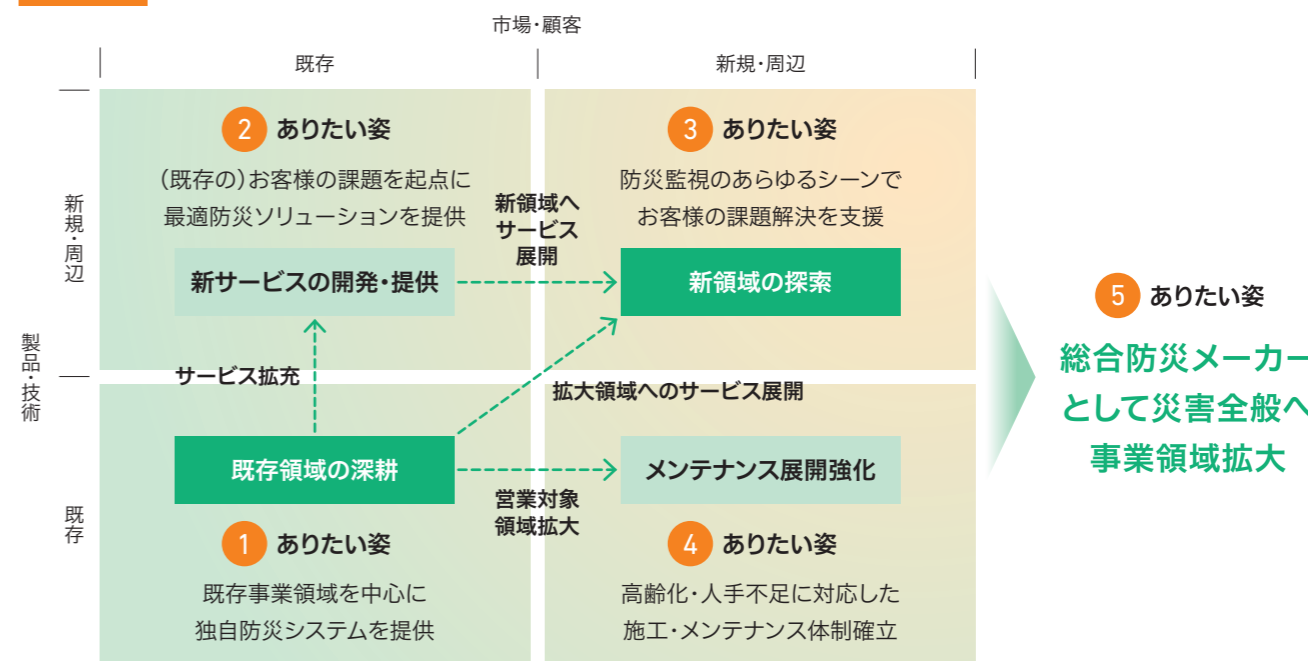 市場・顧客
既存
新規・周辺
製品・技術
新規・周辺
既存
2 ありたい姿
(既存の)お客様の課題を起点に
最適防災ソリューションを提供
新サービスの開発・提供
新領域へ
サービス
展開
3 ありたい姿
防災監視のあらゆるシーンで
お客様の課題解決を支援
新領域の探索
サービス拡充
拡大領域へのサービス展開
既存領域の深耕
営業対象
領域拡大
メンテナンス展開強化
1 ありたい姿
既存事業領域を中心に
独自防災システムを提供
4 ありたい姿
高齢化・人手不足に対応した
施工・メンテナンス体制確立
5 ありたい姿
総合防災メーカー
として災害全般へ
事業領域拡大